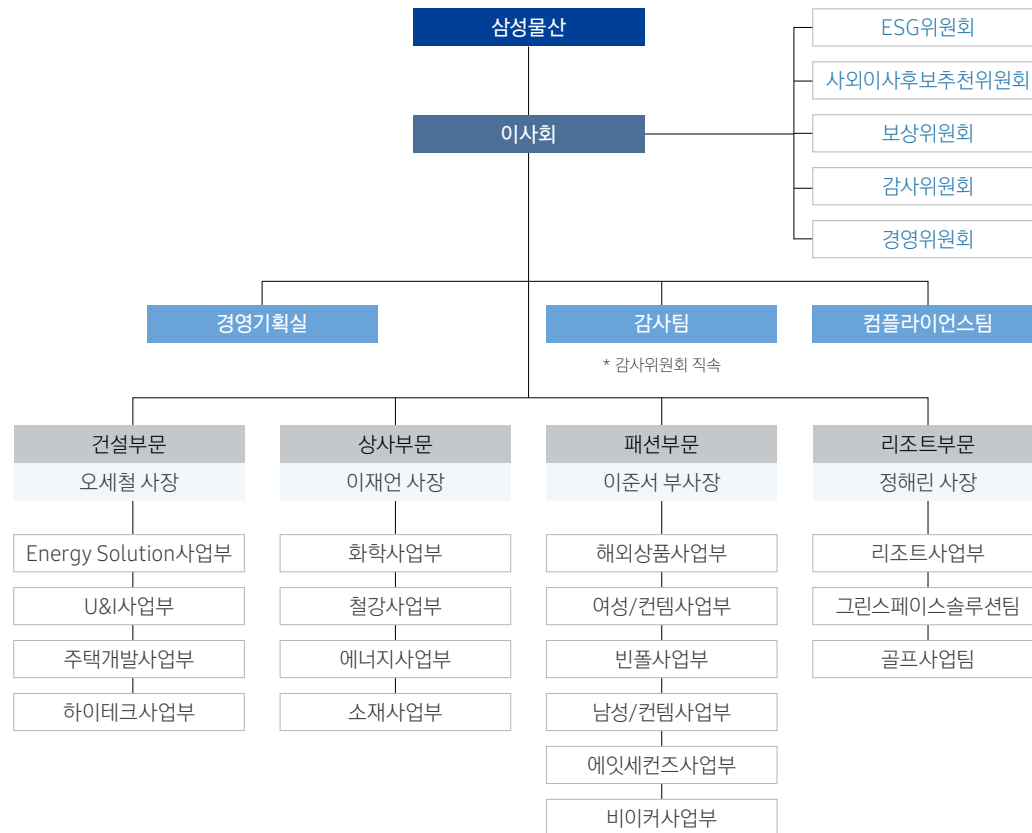 삼성물산
이사회
ESG위원회
사외이사후보추천위원회
보상위원회
감사위원회
경영위원회
경영기획실
감사팀
컴플라이언스팀
* 감사위원회 직속
건설부문
오세철 사장
Energy Solution사업부
U&I사업부
주택개발사업부
하이테크사업부
상사부문
이재언 사장
화학사업부
철강사업부
에너지사업부
소재사업부
패션부문
이준서 부사장
해외상품사업부
여성/컨템사업부
빈폴사업부
남성/컨템사업부
에잇세컨즈사업부
비이커사업부
리조트부문
정해린 사장
리조트사업부
그린스페이스솔루션팀
골프사업팀